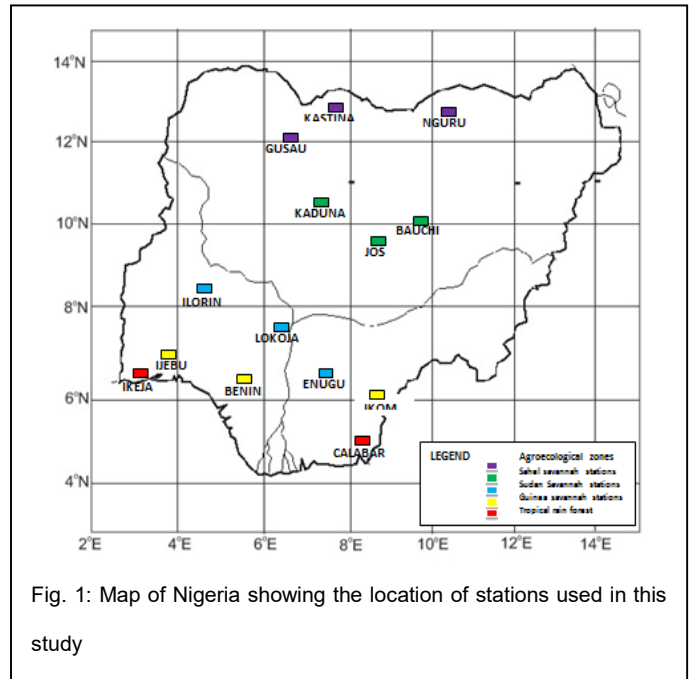 14°N
KASTINA
NGURU
12°N
GUSAU
KADUNA
10°N
BAUCHI
JOS
8°N
ILORIN
LOKOJA
IJEBU
IKEJA
BENIN
ENUGU
6°N
IKOM
CALABAR
4°N
LEGEND
Agroecological zones
Sahel savannah stations
Sudan Savannah stations
Guinea savannah stations
Tropical rain forest
2°E 4°E 6°E 8°E 10°E 12°E 14°E
Fig. 1: Map of Nigeria showing the location of stations used in this
study